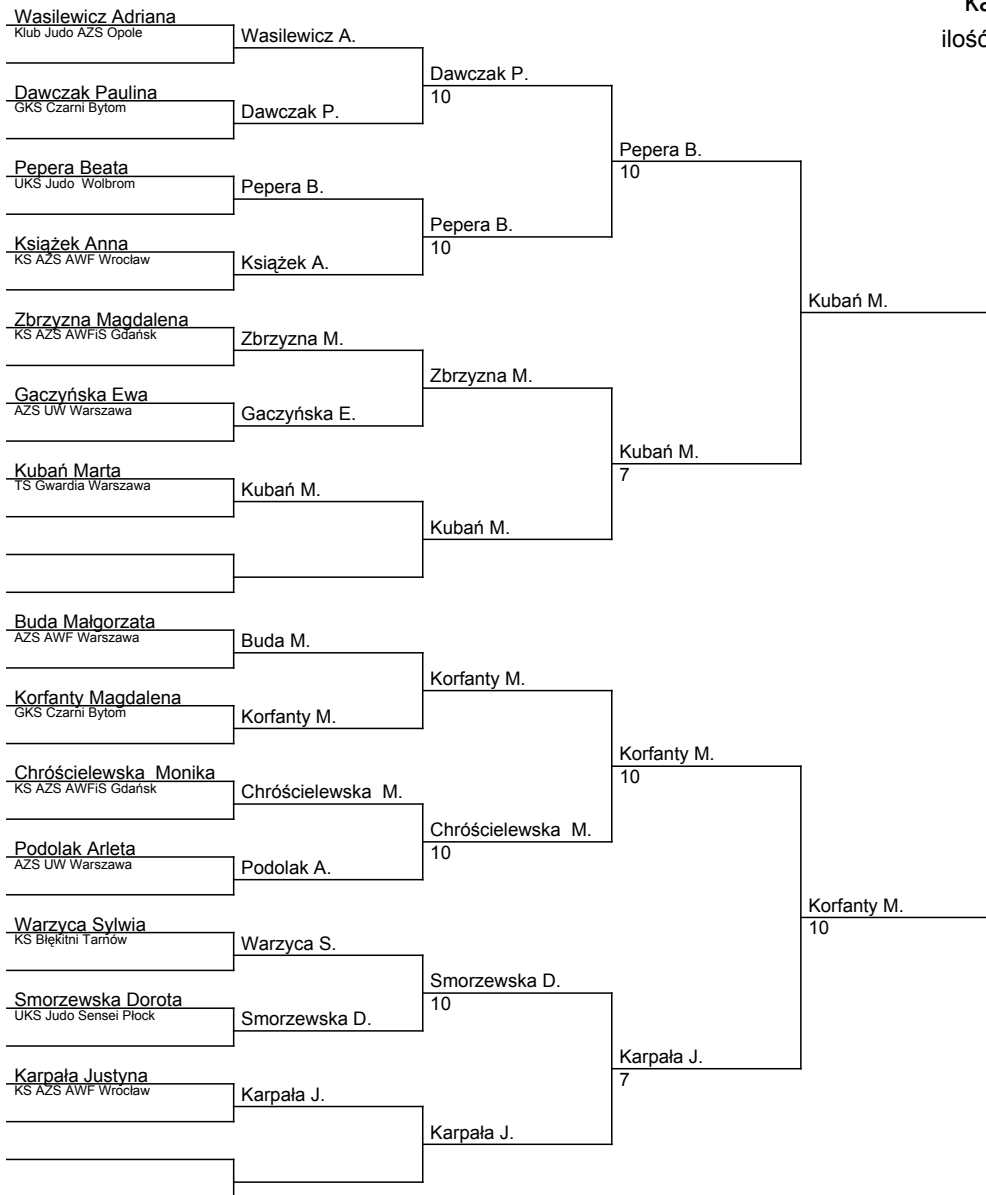 Wasilewicz Adriana
Klub Judo AZS Opole
Dawczak Paulina
GKS Czarni Bytom
Pepera Beata
UKS Judo  Wolbrom
Książek Anna
KS AZS AWF Wrocław
Zbrzyzna Magdalena
KS AZS AWFiS Gdańsk
Gaczyńska Ewa
AZS UW Warszawa
Kubań Marta
TS Gwardia Warszawa
Buda Małgorzata
AZS AWF Warszawa
Korfanty Magdalena
GKS Czarni Bytom
Chróścielewska  Monika
KS AZS AWFiS Gdańsk
Podolak Arleta
AZS UW Warszawa
Warzyca Sylwia
KS Błękitni Tarnów
Smorzewska Dorota
UKS Judo Sensei Płock
Karpała Justyna
KS AZS AWF Wrocław
Wasilewicz A.
Dawczak P.
Pepera B.
Książek A.
Zbrzyzna M.
Gaczyńska E.
Kubań M.
Buda M.
Korfanty M.
Chróścielewska  M.
Podolak A.
Warzyca S.
Smorzewska D.
Karpała J.
Dawczak P.
10
Pepera B.
10
Zbrzyzna M.
Kubań M.
Korfanty M.
Chróścielewska  M.
10
Smorzewska D.
10
Karpała J.
Pepera B.
10
Kubań M.
7
Korfanty M.
10
Karpała J.
7
Kubań M.
Korfanty M.
10
ilość